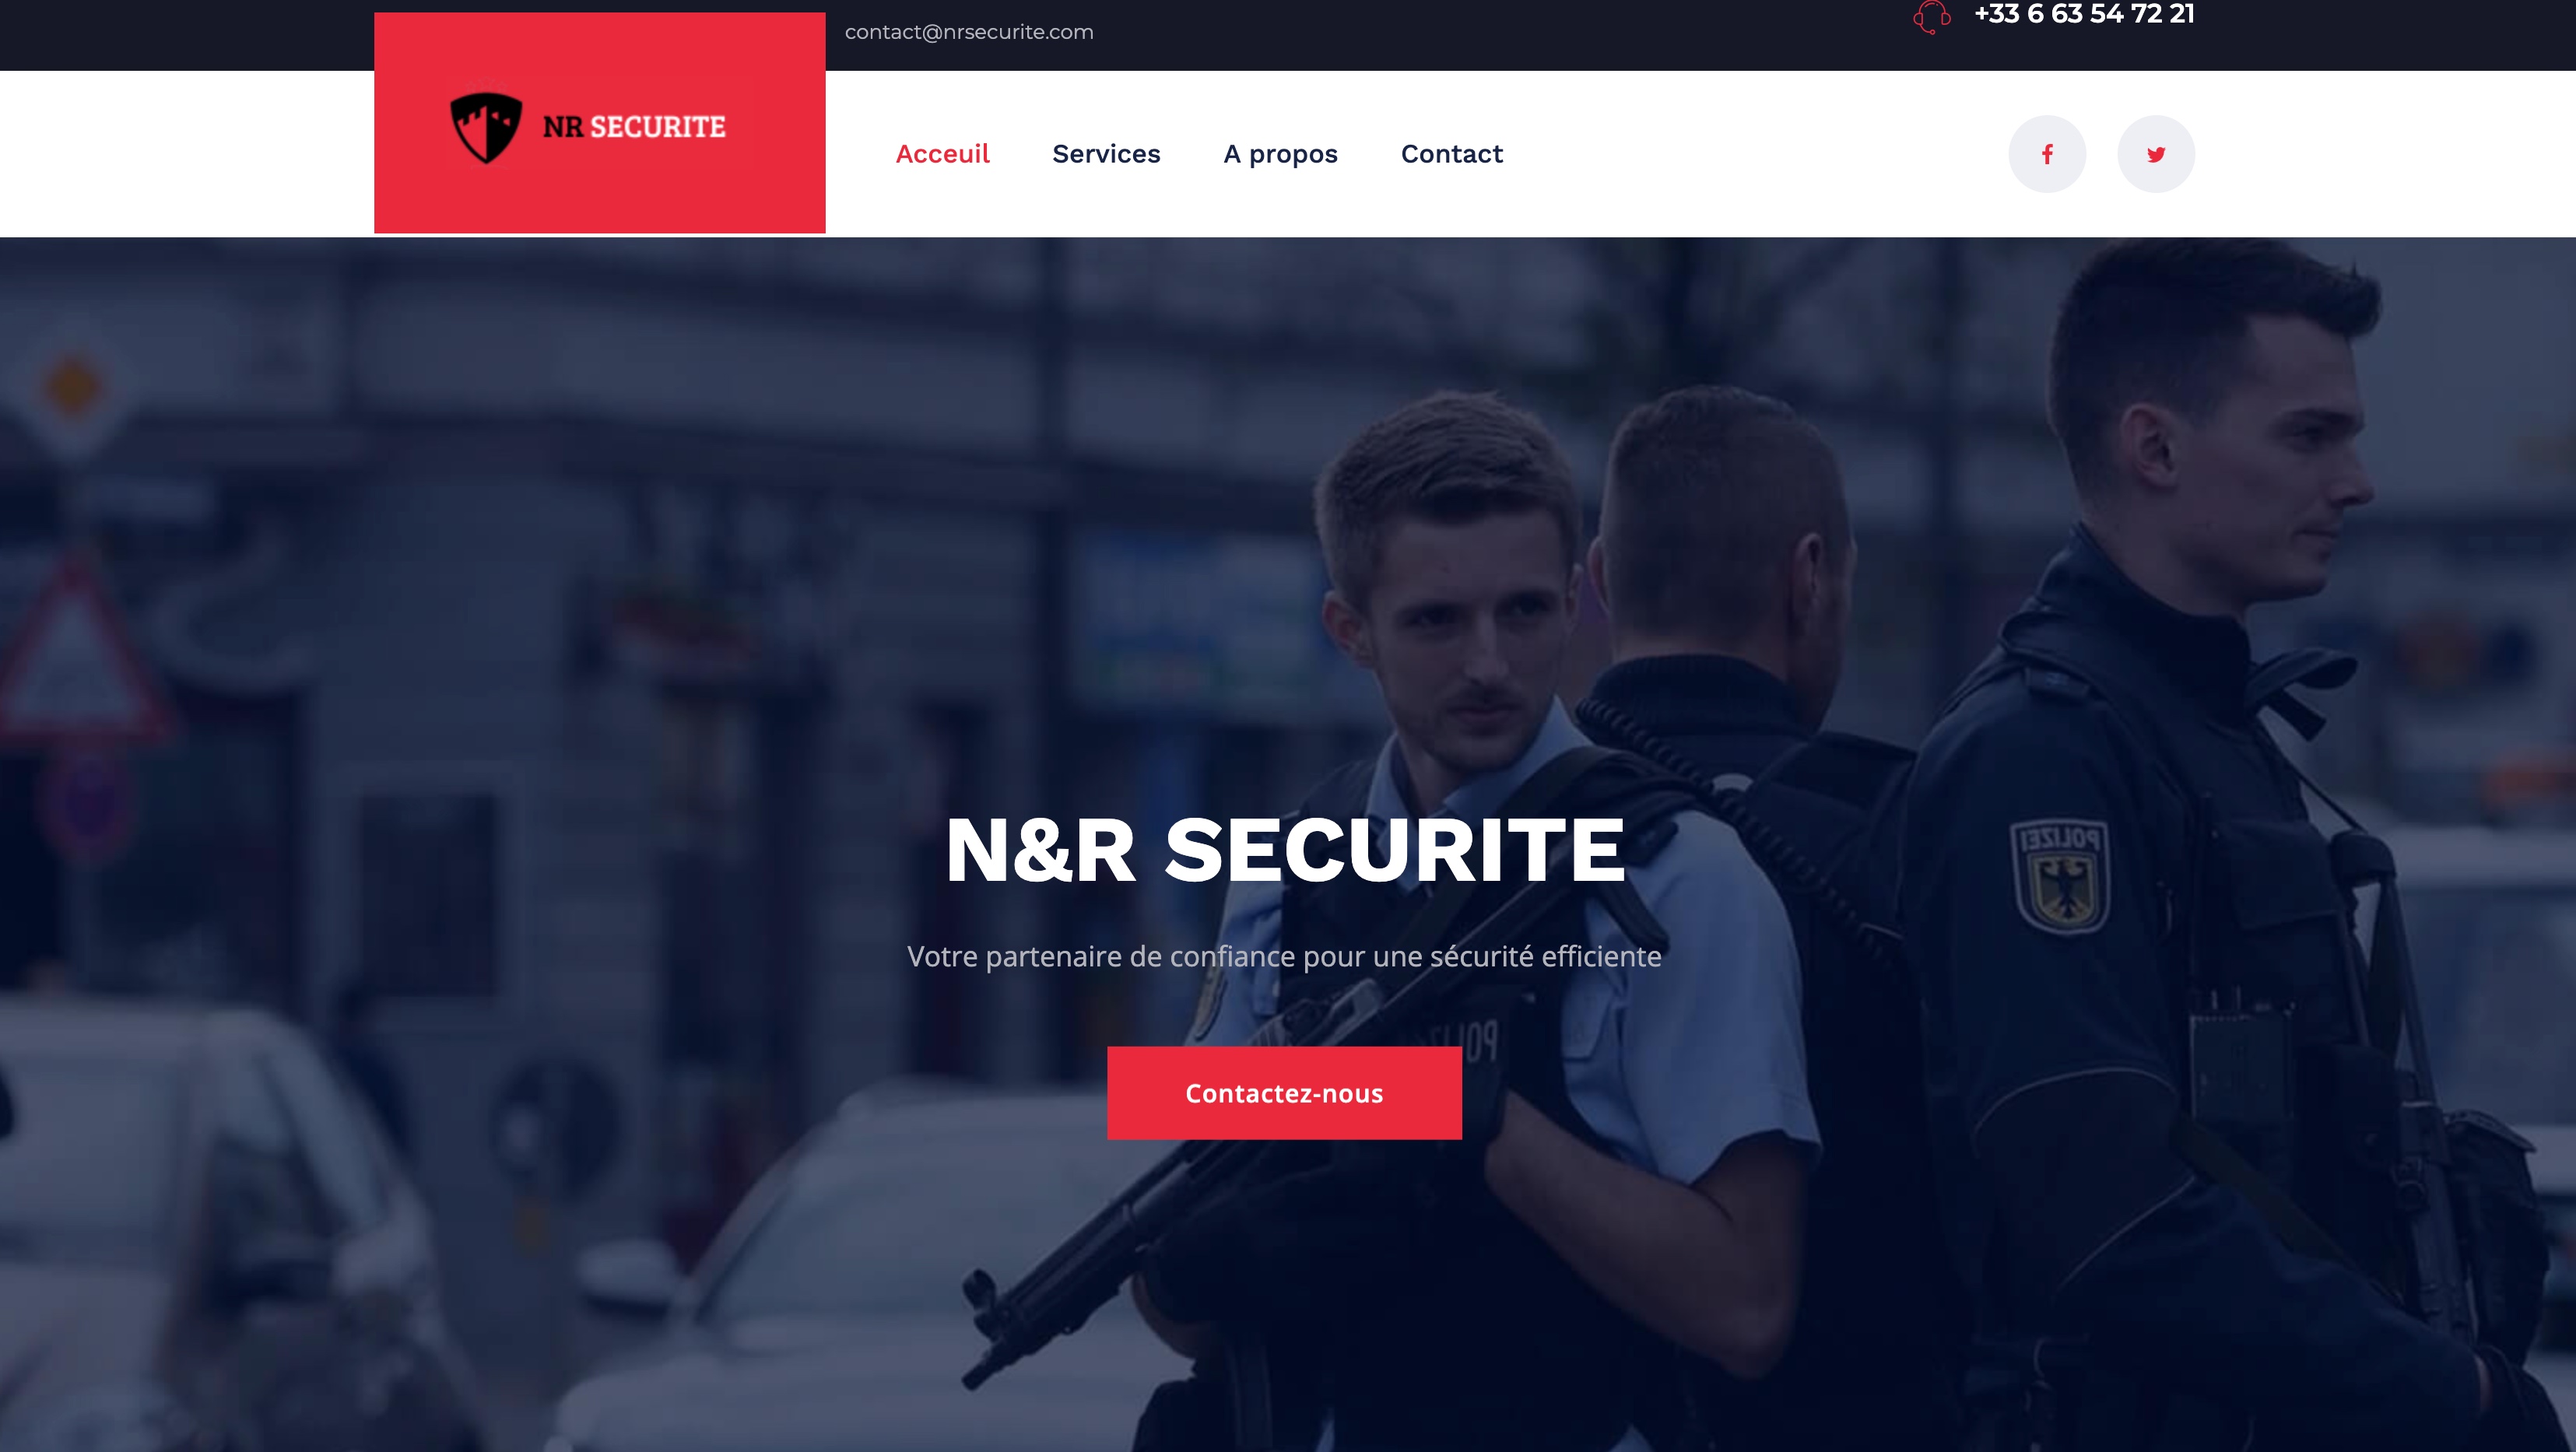 contact@nrsecurite.com
+33 6 63 54 72 21
NR SECURITE
Acceuil
Services
A propos
Contact
N&R SECURITE
POLIZEI
Votre partenaire de confiance pour une sécurité efficiente
Contactez-nous